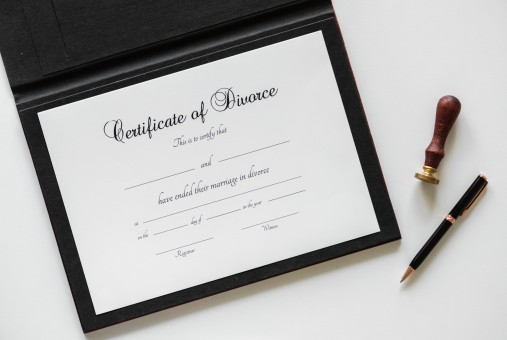 Certificate of Divorce
This is to certify that
and
have ended their marriage in divorce
at
on the day of in the year
Registrar Witness